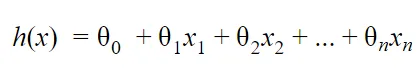 h(x) = θ₀ + θ₁x₁ + θ₂x₂ + ... + θₙxₙ